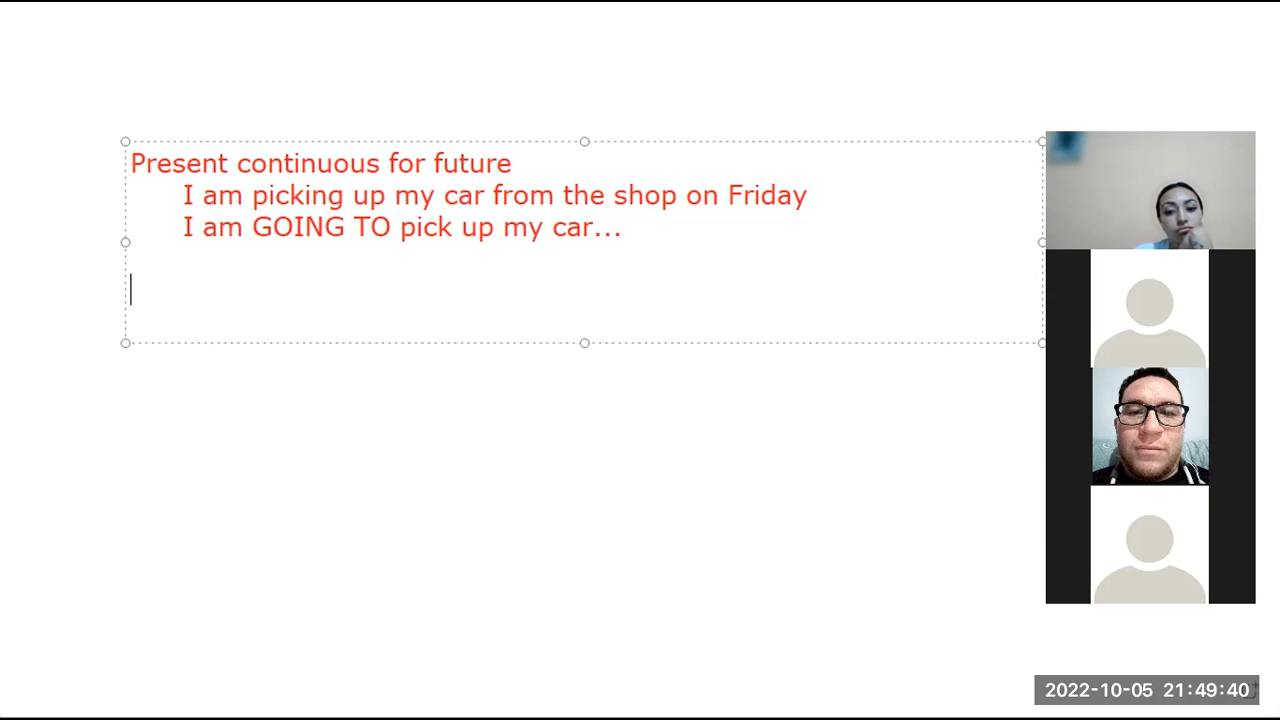 Present continuous for future
I am picking up my car from the shop on Friday
I am GOING TO pick up my car...
2022-10-05 21:49:40